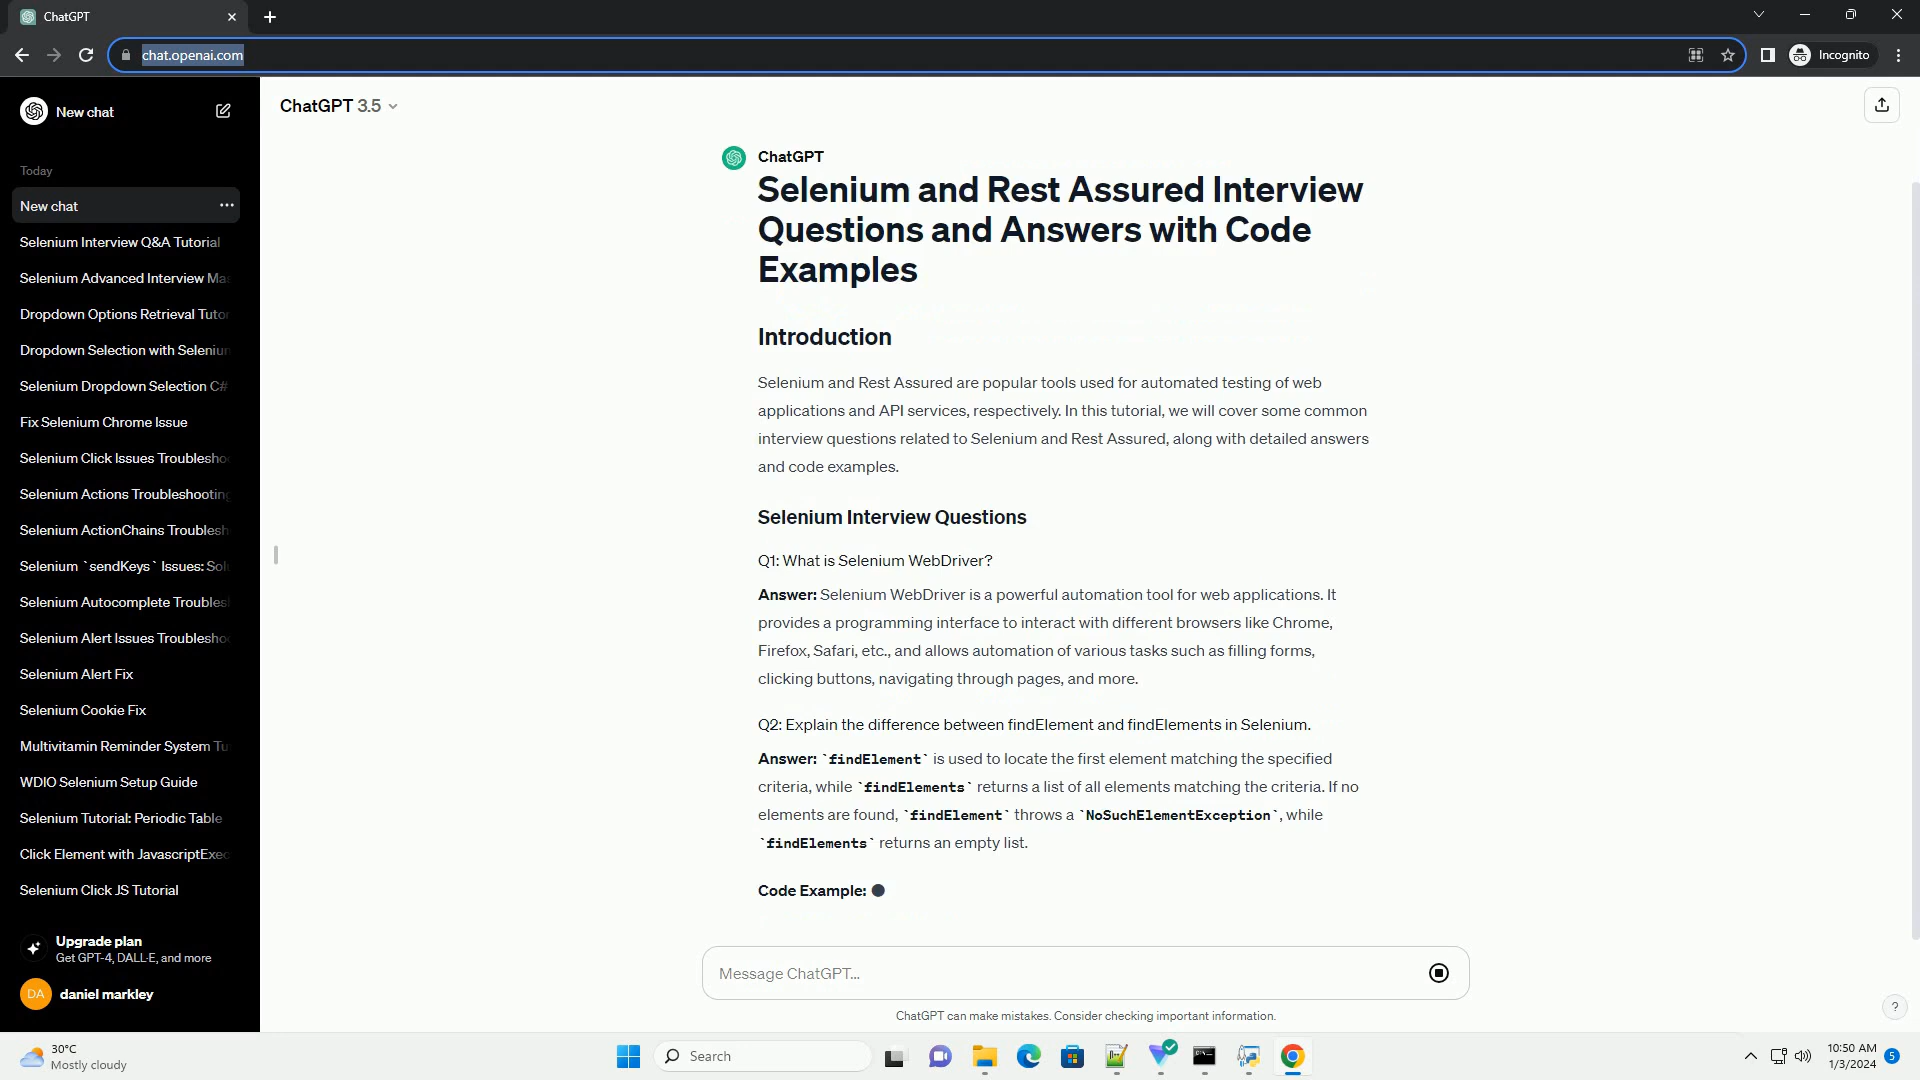 ChatGPT
chat.openai.com
Incognito
New chat
Today
New chat
Selenium Interview Q&A Tutorial
Selenium Advanced Interview Ma
Dropdown Options Retrieval Tutor
Dropdown Selection with Selenium
Selenium Dropdown Selection C#
Fix Selenium Chrome Issue
Selenium Click Issues Troublesho
Selenium Actions Troubleshooting
Selenium ActionChains Troublesh
Selenium `sendKeys` Issues: Sol
Selenium Autocomplete Troubles
Selenium Alert Issues Troublesho
Selenium Alert Fix
Selenium Cookie Fix
Multivitamin Reminder System Tu
WDIO Selenium Setup Guide
Selenium Tutorial: Periodic Table
Click Element with JavascriptExec
Selenium Click JS Tutorial
Upgrade plan
Get GPT-4, DALL·E, and more
DA daniel markley
ChatGPT 3.5
ChatGPT
Selenium and Rest Assured Interview
Questions and Answers with Code
Examples
Introduction
Selenium and Rest Assured are popular tools used for automated testing of web
applications and API services, respectively. In this tutorial, we will cover some common
interview questions related to Selenium and Rest Assured, along with detailed answers
and code examples.
Selenium Interview Questions
Q1: What is Selenium WebDriver?
Answer: Selenium WebDriver is a powerful automation tool for web applications. It
provides a programming interface to interact with different browsers like Chrome,
Firefox, Safari, etc., and allows automation of various tasks such as filling forms,
clicking buttons, navigating through pages, and more.
Q2: Explain the difference between findElement and findElements in Selenium.
Answer: `findElement` is used to locate the first element matching the specified
criteria, while `findElements` returns a list of all elements matching the criteria. If no
elements are found, `findElement` throws a `NoSuchElementException`, while
`findElements` returns an empty list.
Code Example:
Message ChatGPT...
ChatGPT can make mistakes. Consider checking important information.
?
30°C
Mostly cloudy
Search
10:50 AM
1/3/2024
5